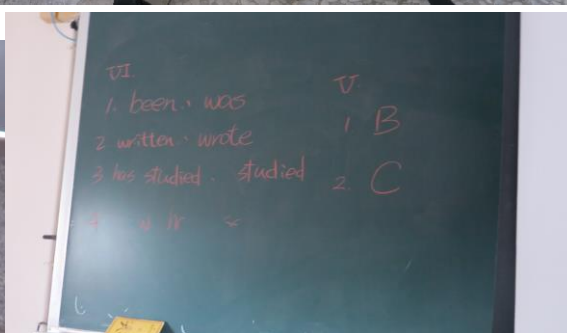 VI.
1. been, was
2 written, wrote
3 has studied. studied
V.
1 B
2. C